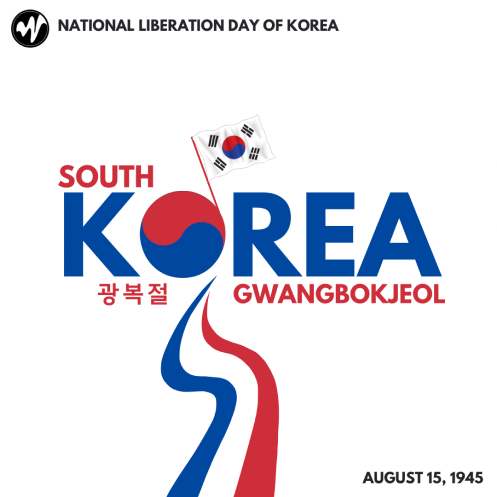 NATIONAL LIBERATION DAY OF KOREA
SOUTH
KOREA
광복절
GWANGBOKJEOL
AUGUST 15, 1945